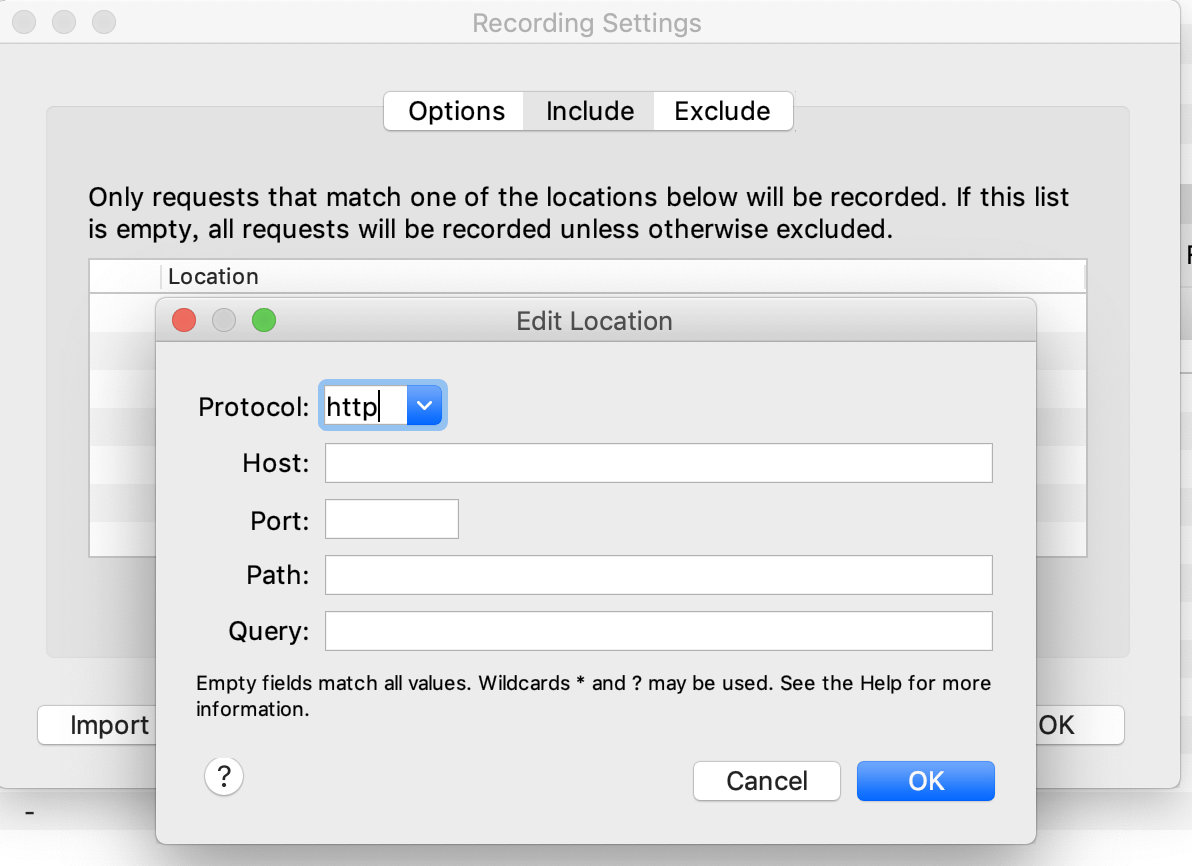 Recording Settings
Options Include Exclude
Only requests that match one of the locations below will be recorded. If this list
is empty, all requests will be recorded unless otherwise excluded.
Location
Edit Location
Protocol: http
Host:
Port:
Path:
Query:
Empty fields match all values. Wildcards * and ? may be used. See the Help for more
information.
Import
OK
?
Cancel OK
-